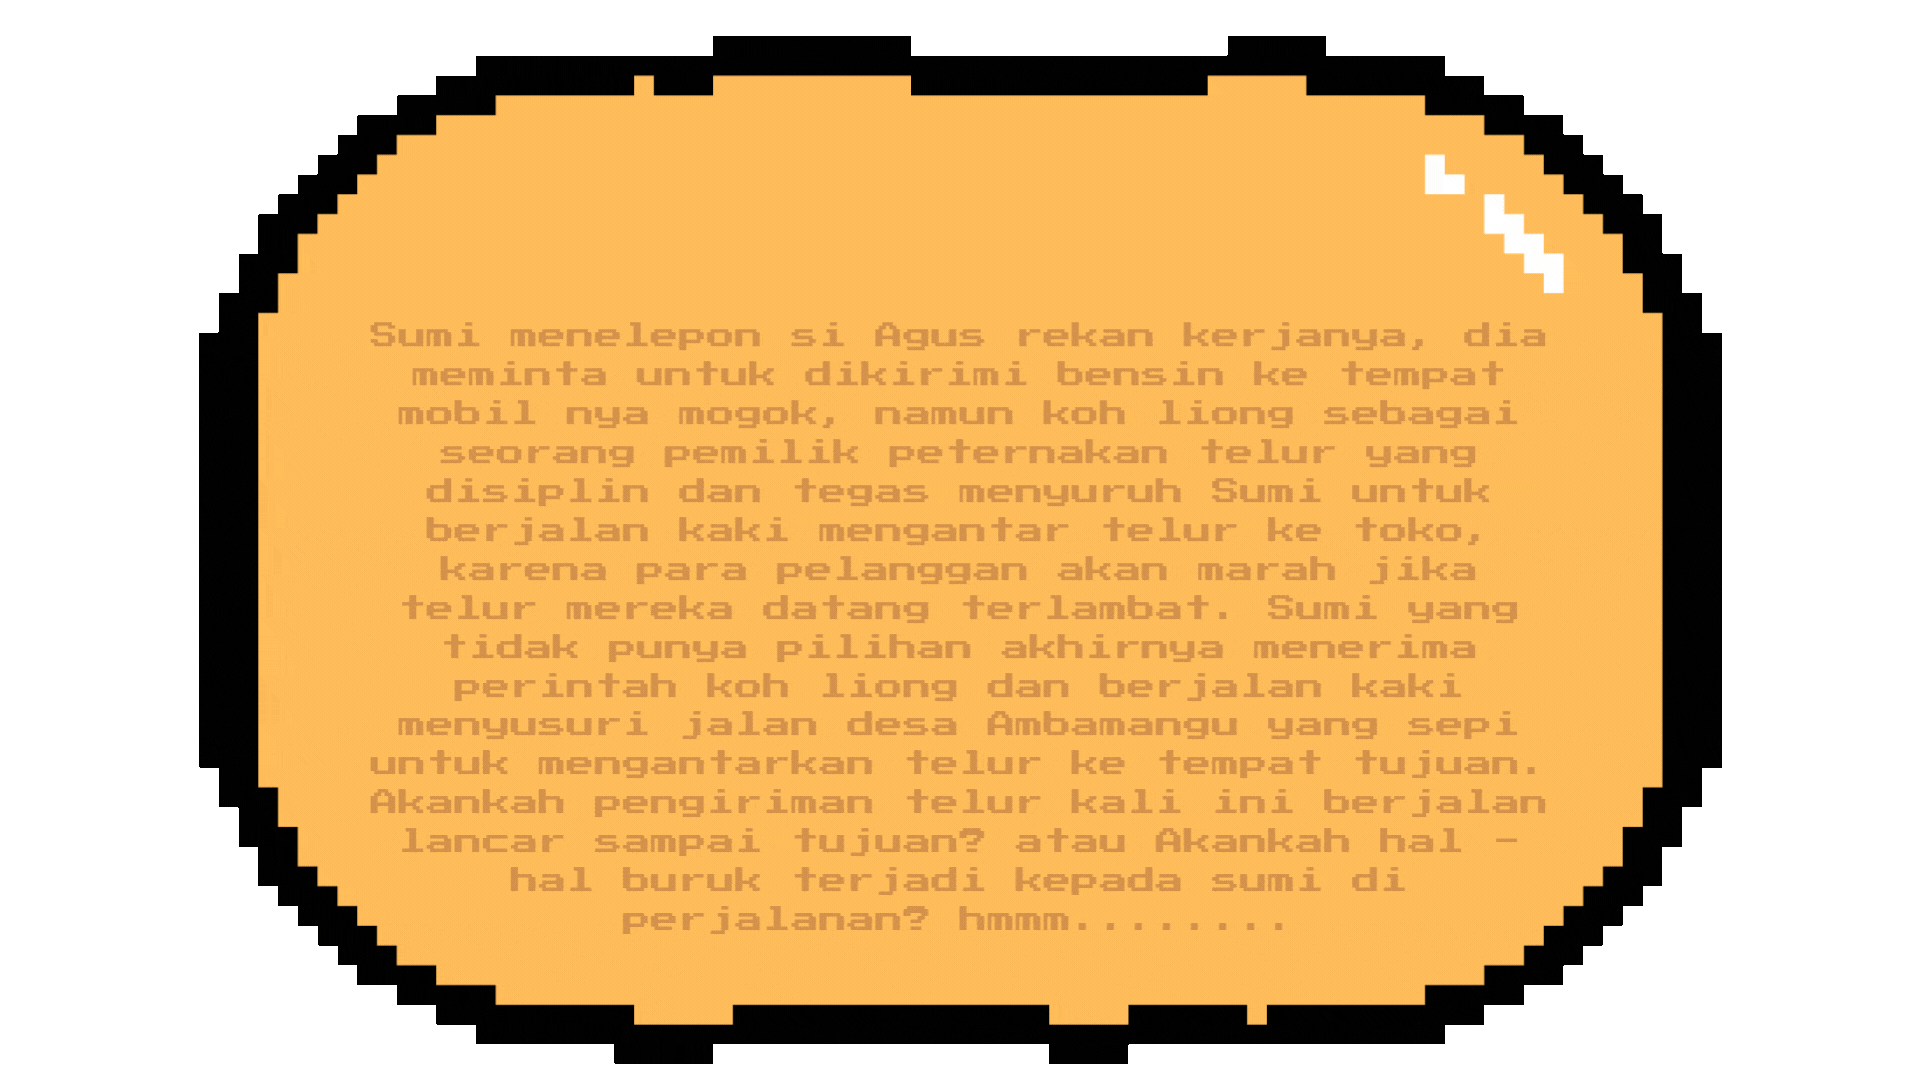 Sumi menelepon si Agus rekan kerjanya, dia
meminta untuk dikirimi bensin ke tempat
mobil nya mogok, namun koh liong sebagai
seorang pemilik peternakan telur yang
disiplin dan tegas menyuruh Sumi untuk
berjalan kaki mengantar telur ke toko,
karena para pelanggan akan marah jika
telur mereka datang terlambat. Sumi yang
tidak punya pilihan akhirnya menerima
perintah koh liong dan berjalan kaki
menyusuri jalan desa Ambamangu yang sepi
untuk mengantarkan telur ke tempat tujuan.
Akankah pengiriman telur kali ini berjalan
lancar sampai tujuan? atau Akankah hal -
hal buruk terjadi kepada sumi di
perjalanan? hmmm........